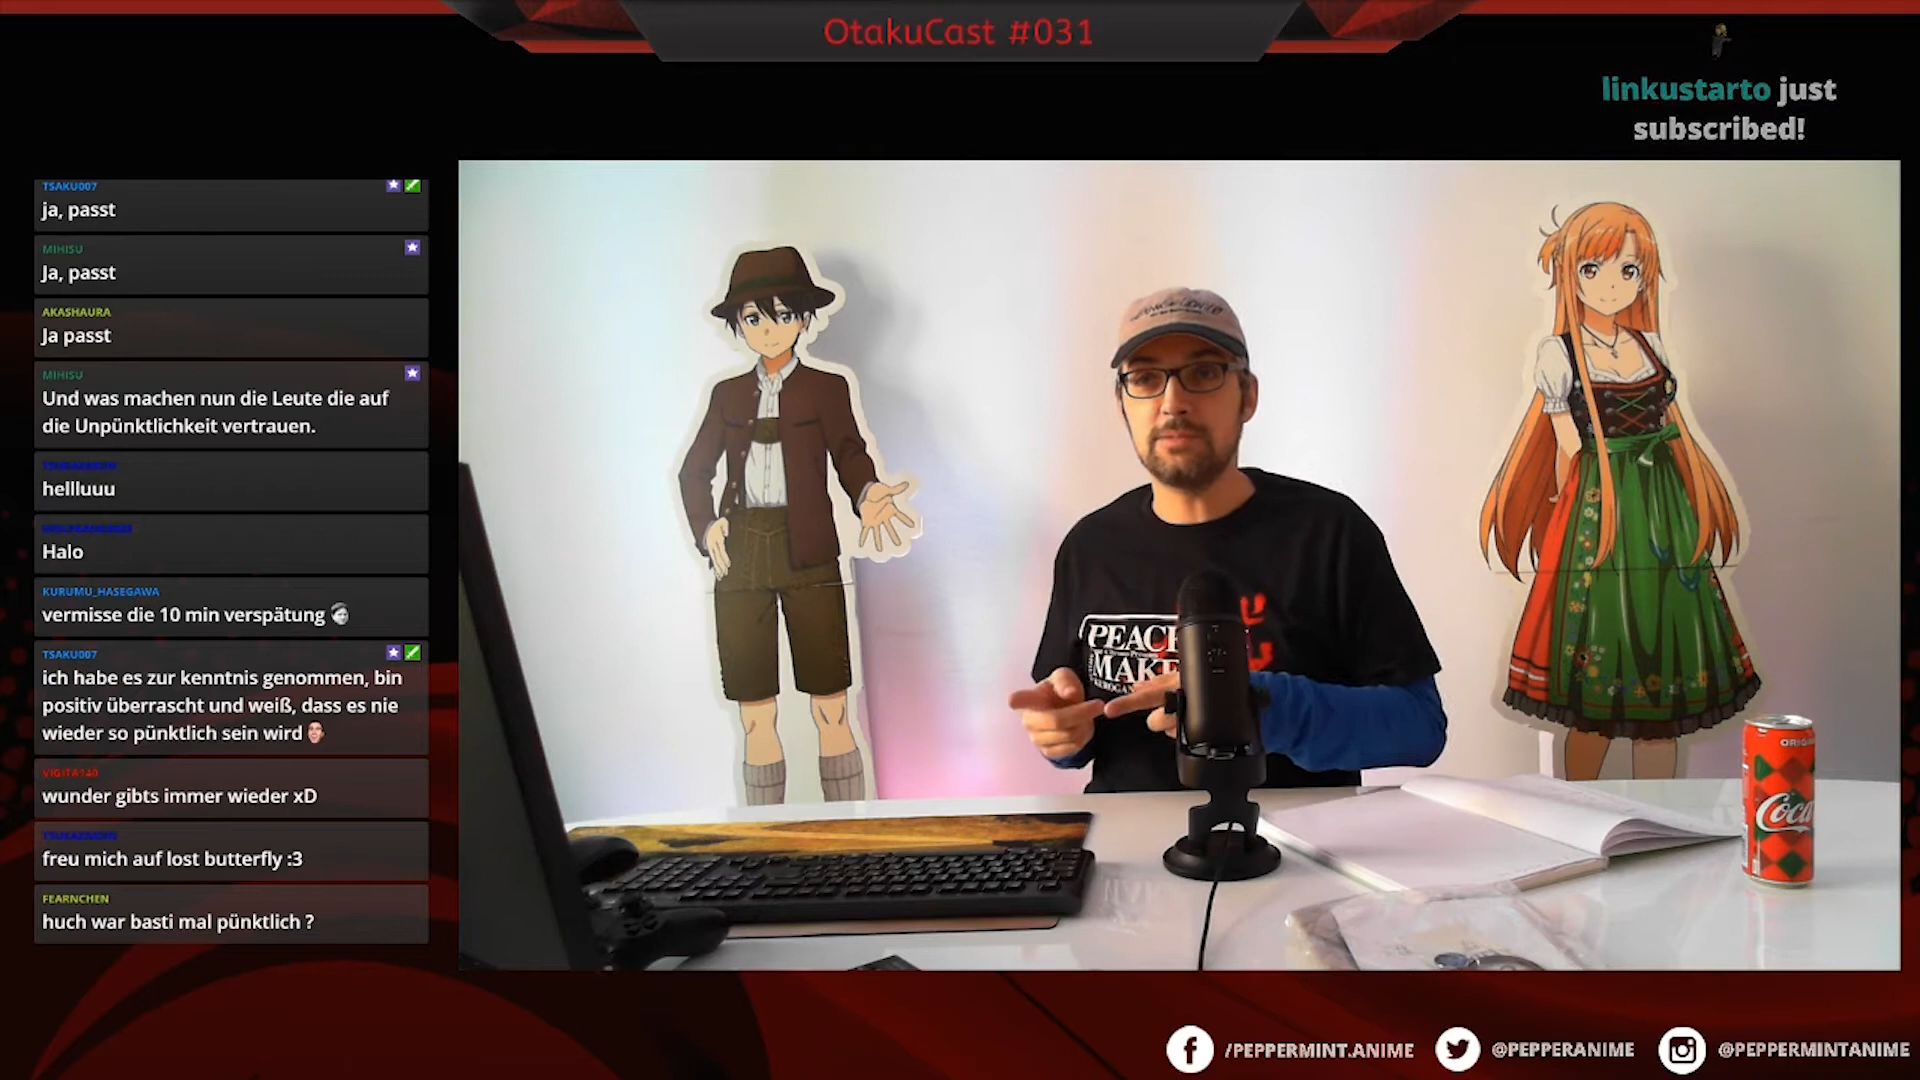 OtakuCast #031
linkustarto just
subscribed!
TSAKU007
ja, passt
MIHISU
Ja, passt
AKASHAURA
Ja passt
MIHISU
Und was machen nun die Leute die auf
die Unpünktlichkeit vertrauen.
hellluuu
Halo
KURUMU_HASEGAWA
vermisse die 10 min verspätung
TSAKU007
ich habe es zur kenntnis genommen, bin
positiv überrascht und weiß, dass es nie
wieder so pünktlich sein wird
VIGITA140
wunder gibts immer wieder xD
freu mich auf lost butterfly :3
FEARNCHEN
huch war basti mal pünktlich ?
PEACE
MAKE
KUROGAN
ORIG
Coca
/PEPPERMINT.ANIME
@PEPPERANIME
@PEPPERMINTANIME